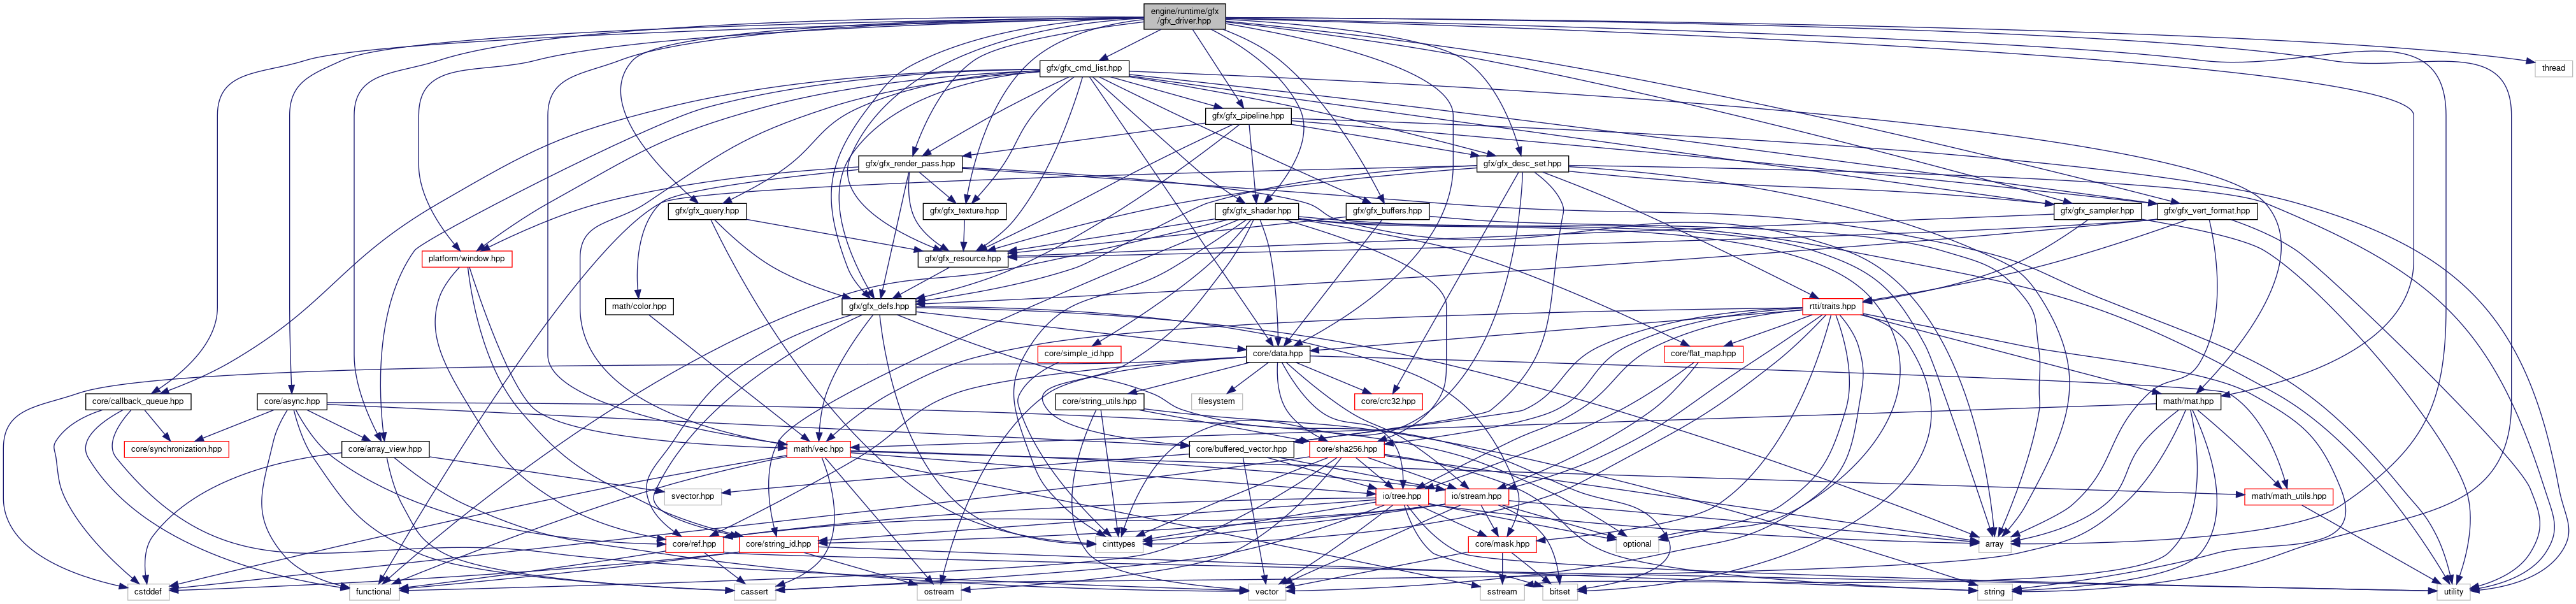 engine/runtime/gfx
/gfx_driver.hpp
gfx/gfx_cmd_list.hpp
thread
gfx/gfx_pipeline.hpp
gfx/gfx_render_pass.hpp
gfx/gfx_desc_set.hpp
gfx/gfx_query.hpp
gfx/gfx_texture.hpp
gfx/gfx_shader.hpp
gfx/gfx_buffers.hpp
gfx/gfx_sampler.hpp
gfx/gfx_vert_format.hpp
platform/window.hpp
gfx/gfx_resource.hpp
math/color.hpp
gfx/gfx_defs.hpp
rtti/traits.hpp
core/simple_id.hpp
core/data.hpp
core/flat_map.hpp
core/callback_queue.hpp
core/async.hpp
core/string_utils.hpp
filesystem
core/crc32.hpp
math/mat.hpp
core/synchronization.hpp
core/array_view.hpp
math/vec.hpp
core/buffered_vector.hpp
core/sha256.hpp
svector.hpp
io/tree.hpp
io/stream.hpp
math/math_utils.hpp
core/ref.hpp
core/string_id.hpp
cinttypes
core/mask.hpp
optional
array
cstddef
functional
cassert
ostream
vector
sstream
bitset
string
utility